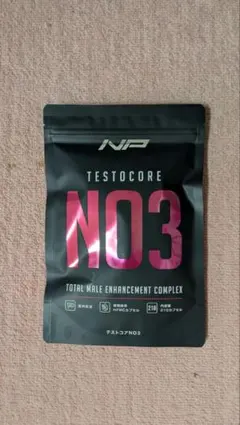 NP
TESTOCORE
NO3
TOTAL MALE ENHANCEMENT COMPLEX
テストコアNO3